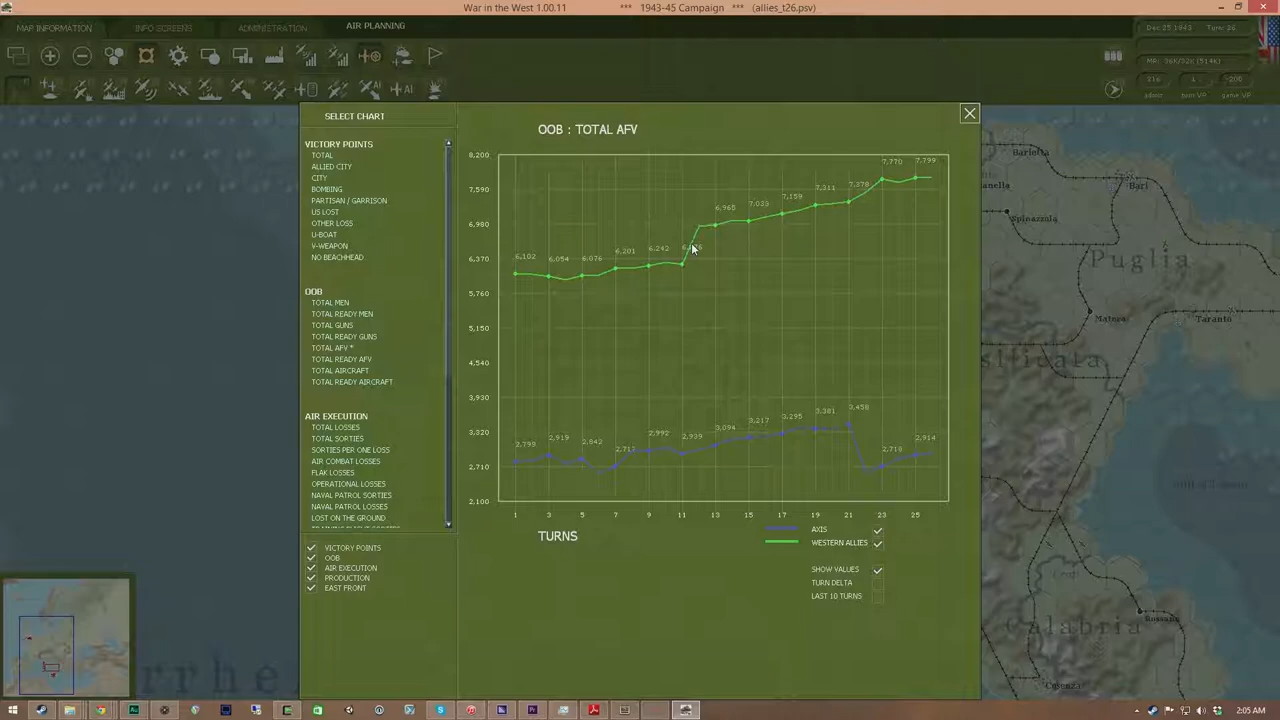 War in the West 1.00.11 *** 1943-45 Campaign *** (allies_t26.psv)
MAP INFORMATION INFO SCREENS ADMINISTRATION AIR PLANNING
Dec 25 1943 Turn: 26
SELECT CHART
OOB : TOTAL AFV
VICTORY POINTS
TOTAL
ALLIED CITY
CITY
BOMBING
PARTISAN / GARRISON
US LOST
OTHER LOSS
U-BOAT
V-WEAPON
NO BEACHHEAD
OOB
TOTAL MEN
TOTAL READY MEN
TOTAL GUNS
TOTAL READY GUNS
TOTAL AFV *
TOTAL READY AFV
TOTAL AIRCRAFT
TOTAL READY AIRCRAFT
AIR EXECUTION
TOTAL LOSSES
TOTAL SORTIES
SORTIES PER ONE LOSS
AIR COMBAT LOSSES
FLAK LOSSES
OPERATIONAL LOSSES
NAVAL PATROL SORTIES
NAVAL PATROL LOSSES
LOST ON THE GROUND
VICTORY POINTS
OOB
AIR EXECUTION
PRODUCTION
EAST FRONT
8,200
7,590
6,980
6,370
5,760
5,150
4,540
3,930
3,320
2,710
2,100
6,102 6,054 6,076 6,201 6,242 6,965 7,033 7,159 7,311 7,378 7,770 7,799
2,799 2,919 2,842 2,992 2,939 3,094 3,217 3,295 3,381 3,458 2,718 2,914
1 3 5 7 9 11 13 15 17 19 21 23 25
TURNS
AXIS
WESTERN ALLIES
SHOW VALUES
TURN DELTA
LAST 10 TURNS
Barletta
Bari
Spinazzola
Puglia
Matera
Taranto
Calabria
Rossano
Cosenza
2:05 AM